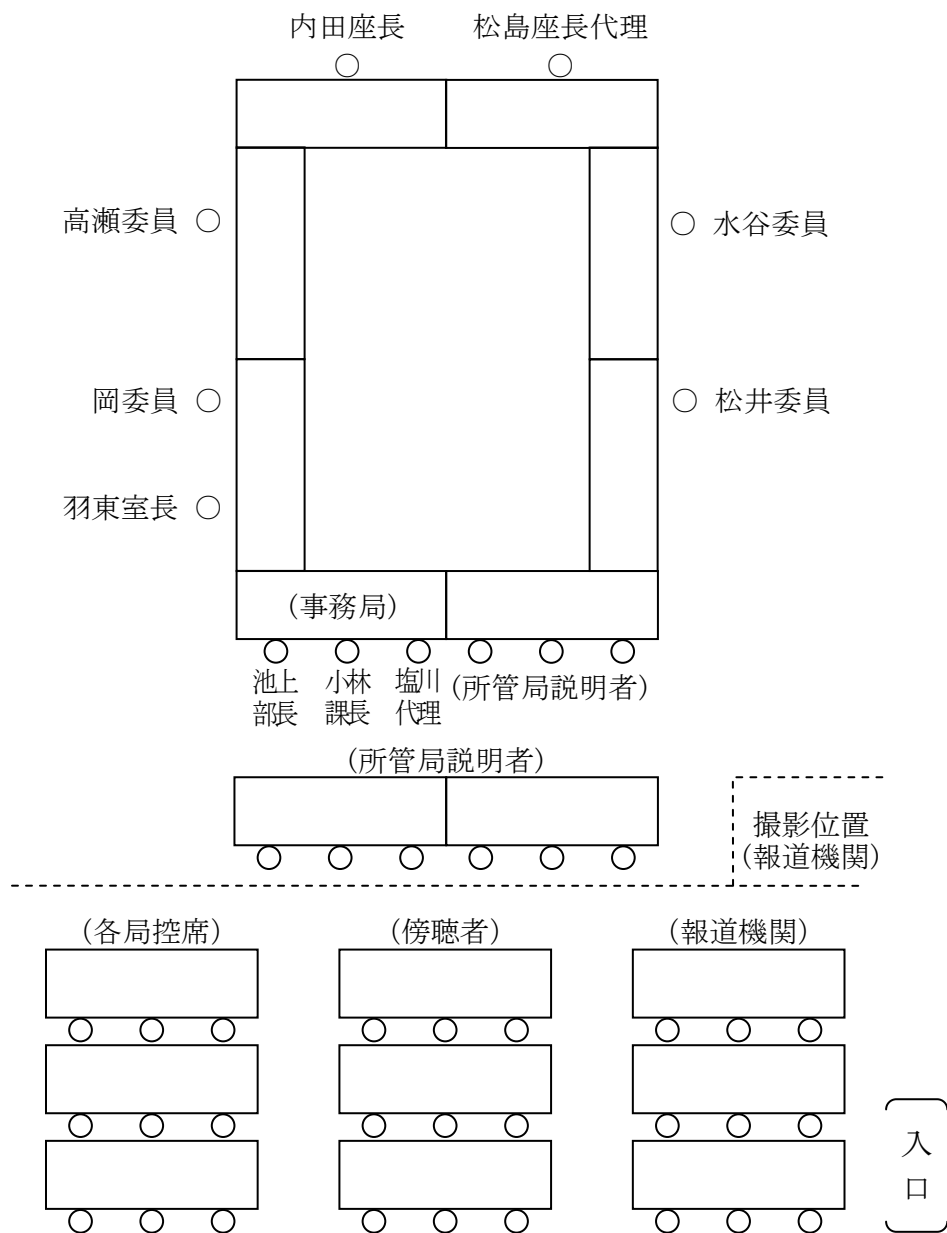 内田座長 松島座長代理
高瀬委員 水谷委員
岡委員 松井委員
羽東室長
(事務局)
池上 小林 塩川 (所管局説明者)
部長 課長 代理
(所管局説明者)
撮影位置
(報道機関)
(各局控席) (傍聴者) (報道機関)
入
口